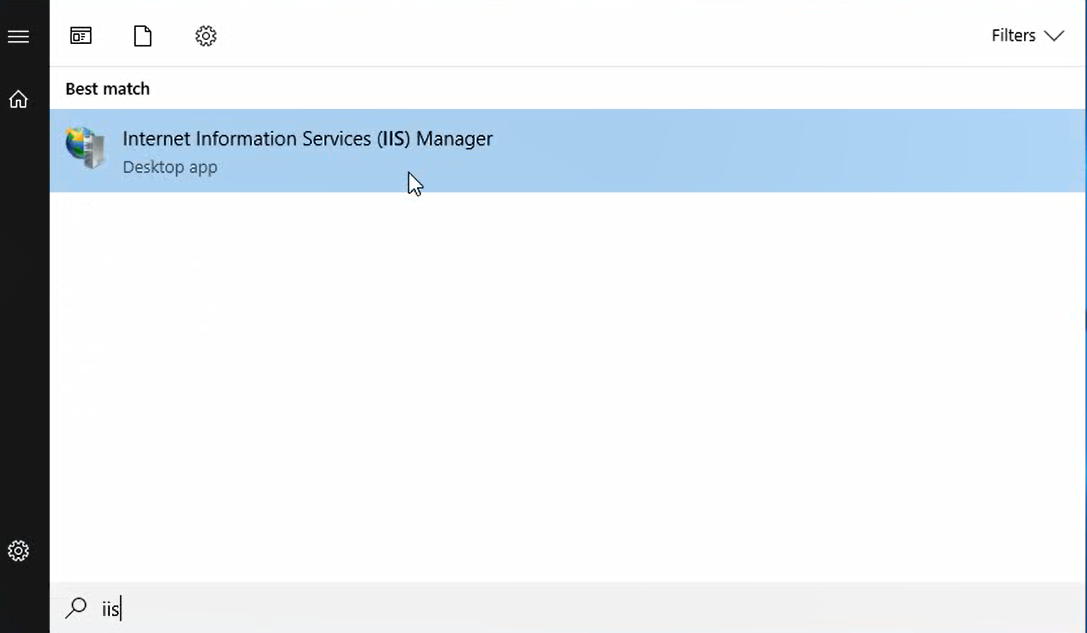 Filters
Best match
Internet Information Services (IIS) Manager
Desktop app
iis